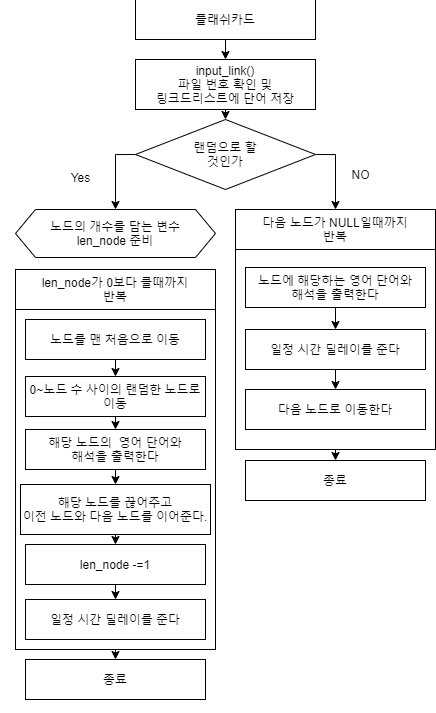 플래쉬카드
input_link()
파일 번호 확인 및
링크드리스트에 단어 저장
랜덤으로 할
것인가
Yes
NO
노드의 개수를 담는 변수
len_node 준비
len_node가 0보다 클때까지
반복
노드를 맨 처음으로 이동
0~노드 수 사이의 랜덤한 노드로
이동
해당 노드의  영어 단어와
해석을 출력한다
해당 노드를 끊어주고
이전 노드와 다음 노드를 이어준다.
len_node -=1
일정 시간 딜레이를 준다
종료
다음 노드가 NULL일때까지
반복
노드에 해당하는 영어 단어와
해석을 출력한다
일정 시간 딜레이를 준다
다음 노드로 이동한다
종료